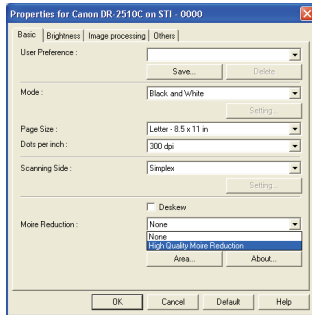 Properties for Canon DR-2510C on STI - 0000
Basic Brightness Image processing Others
User Preference :
Save... Delete
Mode : Black and White
Setting...
Page Size : Letter - 8.5 x 11 in
Dots per inch : 300 dpi
Scanning Side : Simplex
Setting...
Deskew
Moire Reduction : None
None
High Quality Moire Reduction
Area... About...
OK Cancel Default Help